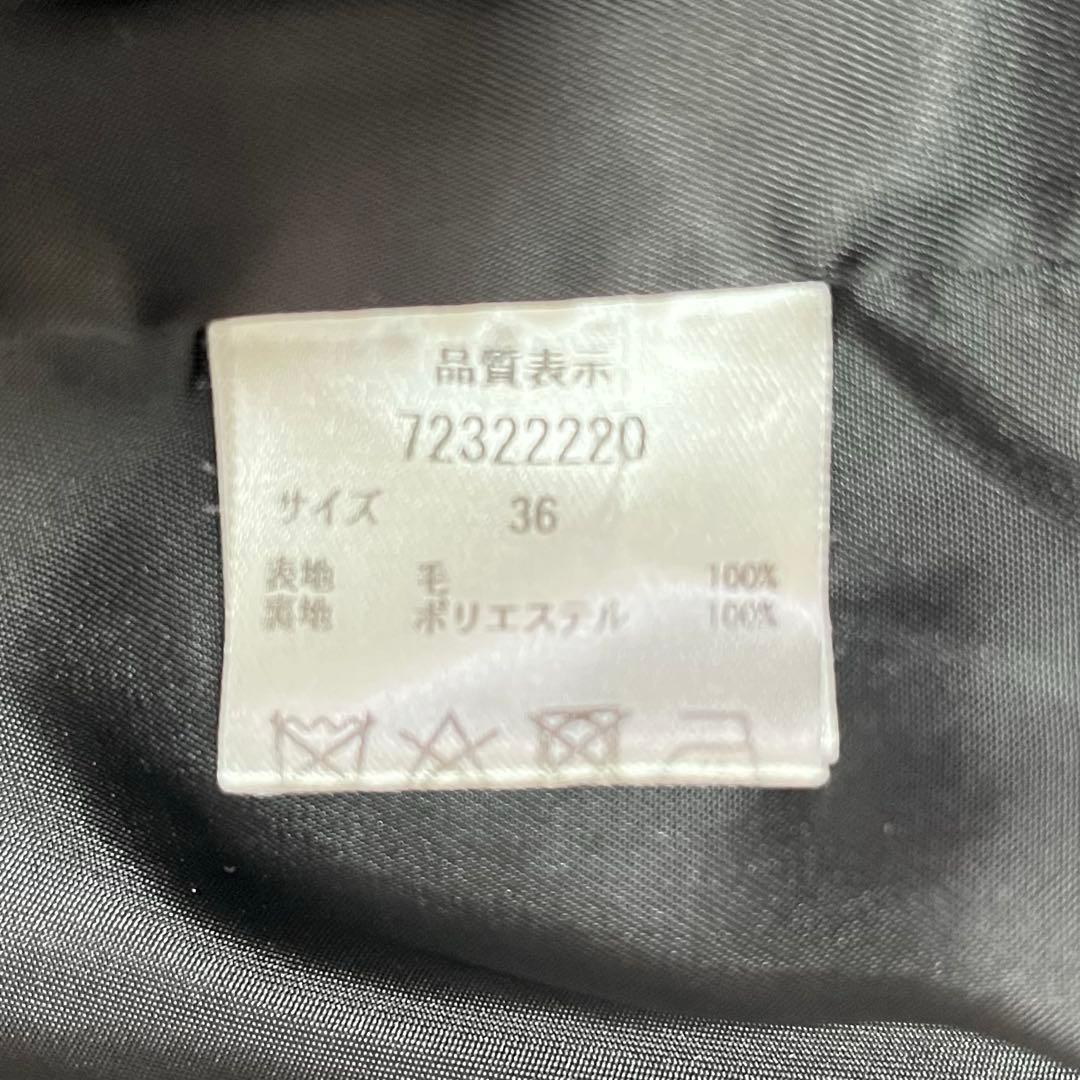 品質表示
72322220
サイズ 36
表地 毛 100%
裏地 ポリエステル 100%